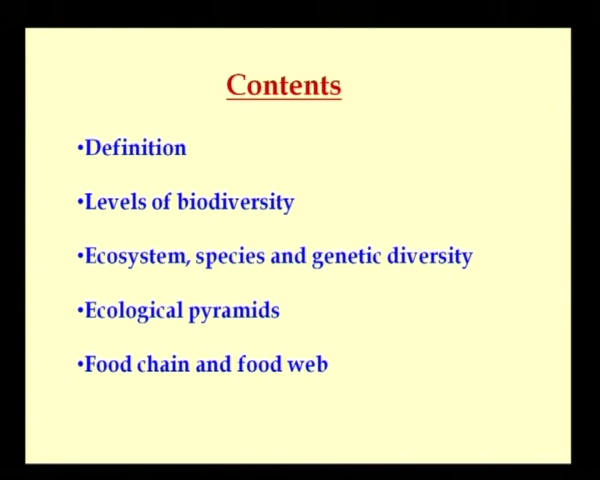 Contents
•Definition
•Levels of biodiversity
•Ecosystem, species and genetic diversity
•Ecological pyramids
•Food chain and food web